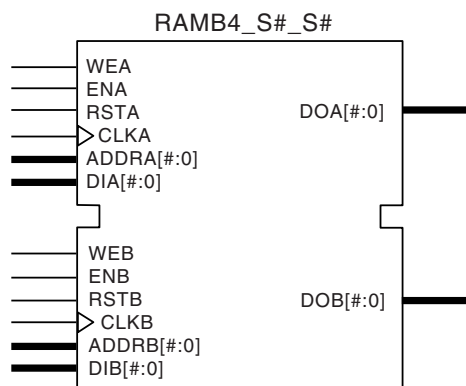 RAMB4_S#_S#
WEA
ENA
RSTA
CLKA
ADDRA[#:0]
DIA[#:0]
DOA[#:0]
WEB
ENB
RSTB
CLKB
ADDRB[#:0]
DIB[#:0]
DOB[#:0]